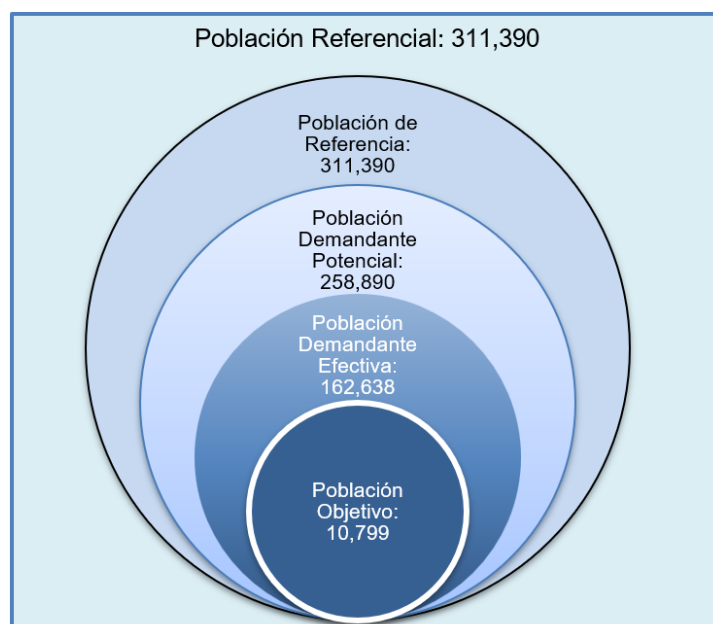 Población Referencial: 311,390
Población de
Referencia:
311,390
Población
Demandante
Potencial:
258,890
Población
Demandante
Efectiva:
162,638
Población
Objetivo:
10,799